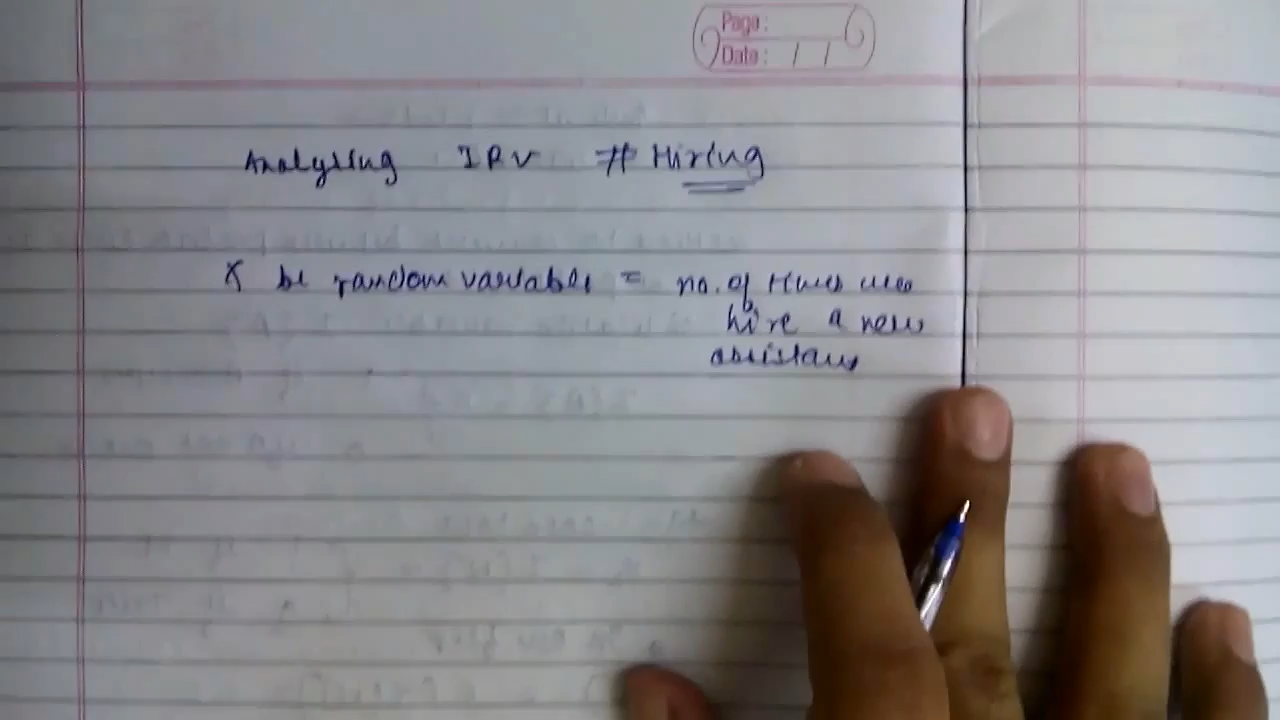 Page:
Date: / /
Analysing IRV # Hiring
X be random variable = no. of times we
hire a new
assistant